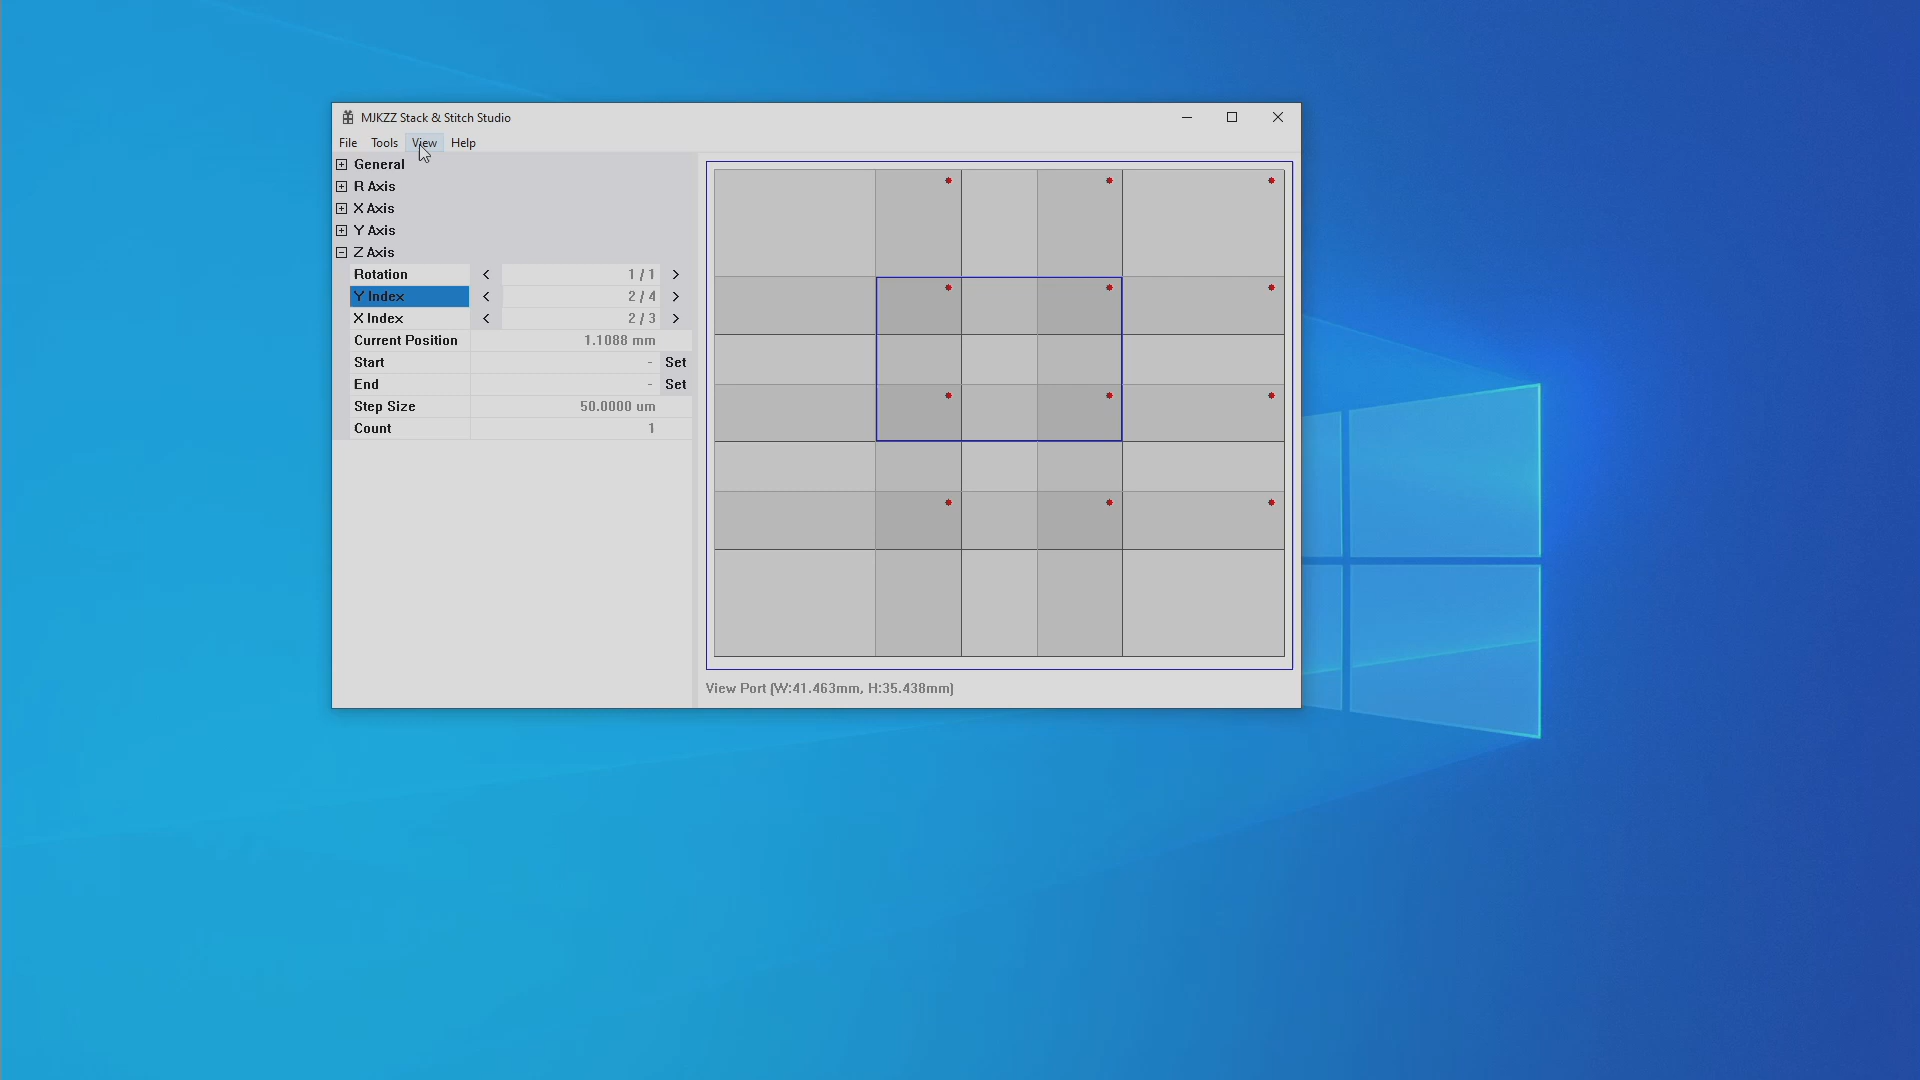 MJKZZ Stack & Stitch Studio
File Tools View Help
General
R Axis
X Axis
Y Axis
Z Axis
Rotation < 1 / 1 >
Y Index < 2 / 4 >
X Index < 2 / 3 >
Current Position 1.1088 mm
Start - Set
End - Set
Step Size 50.0000 um
Count 1
View Port (W:41.463mm, H:35.438mm)